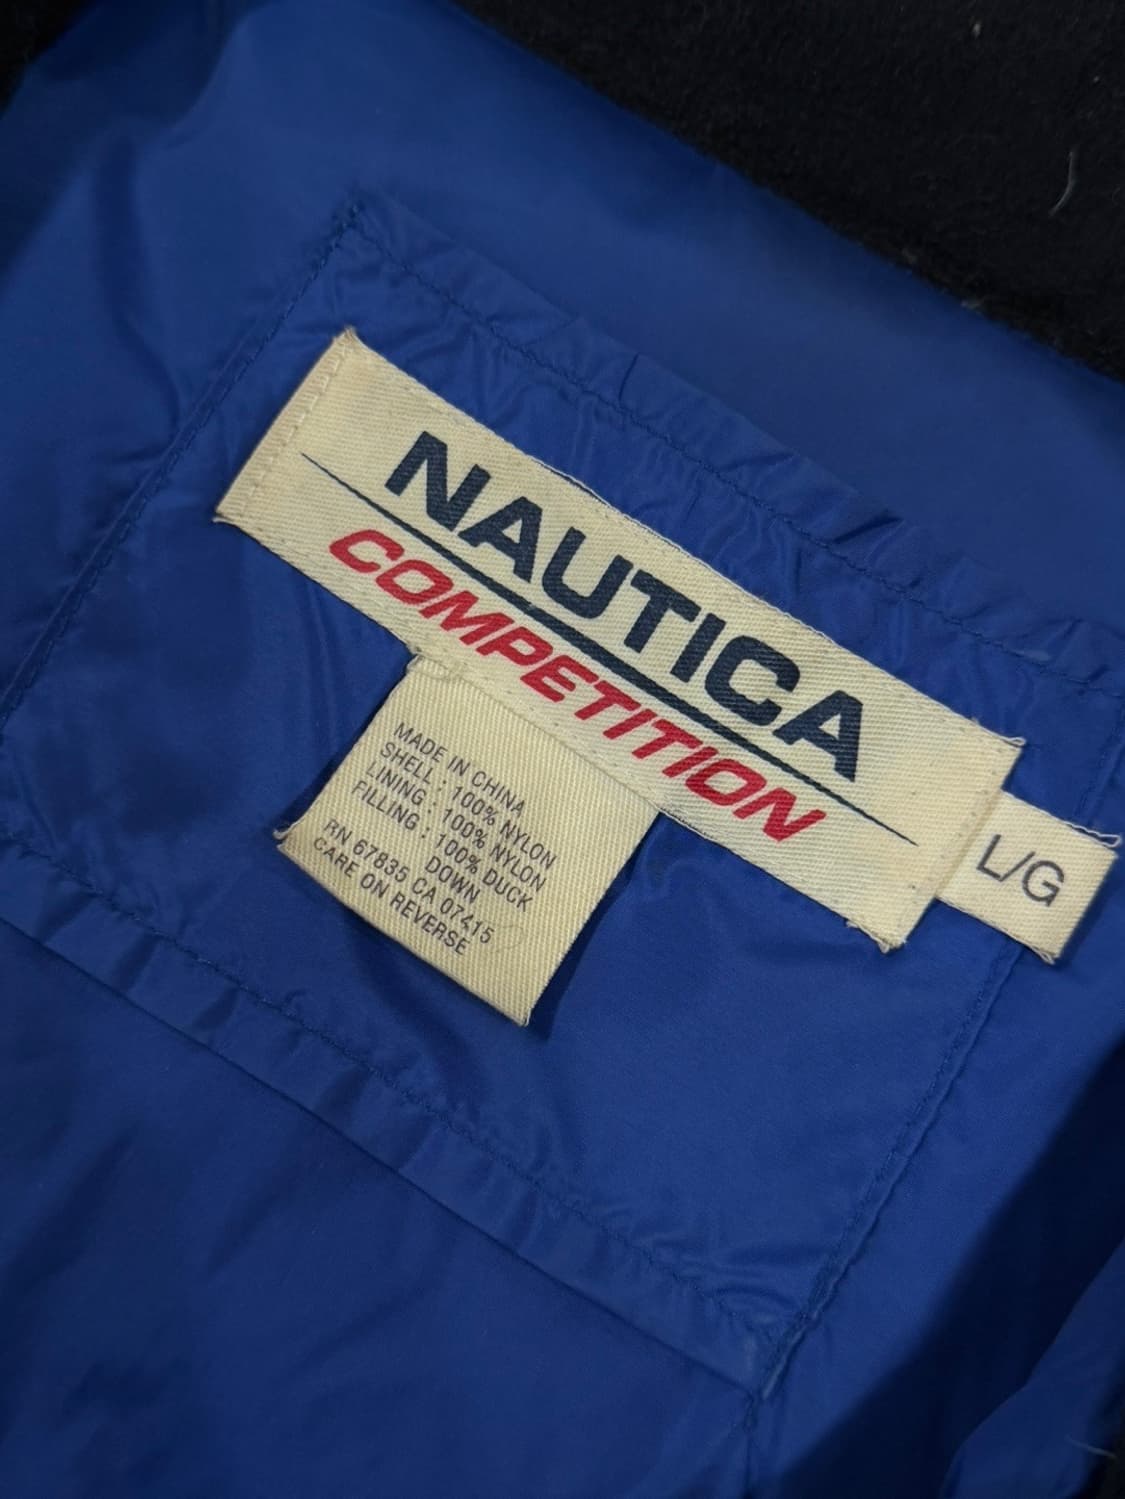 NAUTICA
COMPETITION
L/G
MADE IN CHINA
SHELL : 100% NYLON
LINING : 100% NYLON
FILLING : 100% DUCK
DOWN
RN 67835 CA 07415
CARE ON REVERSE